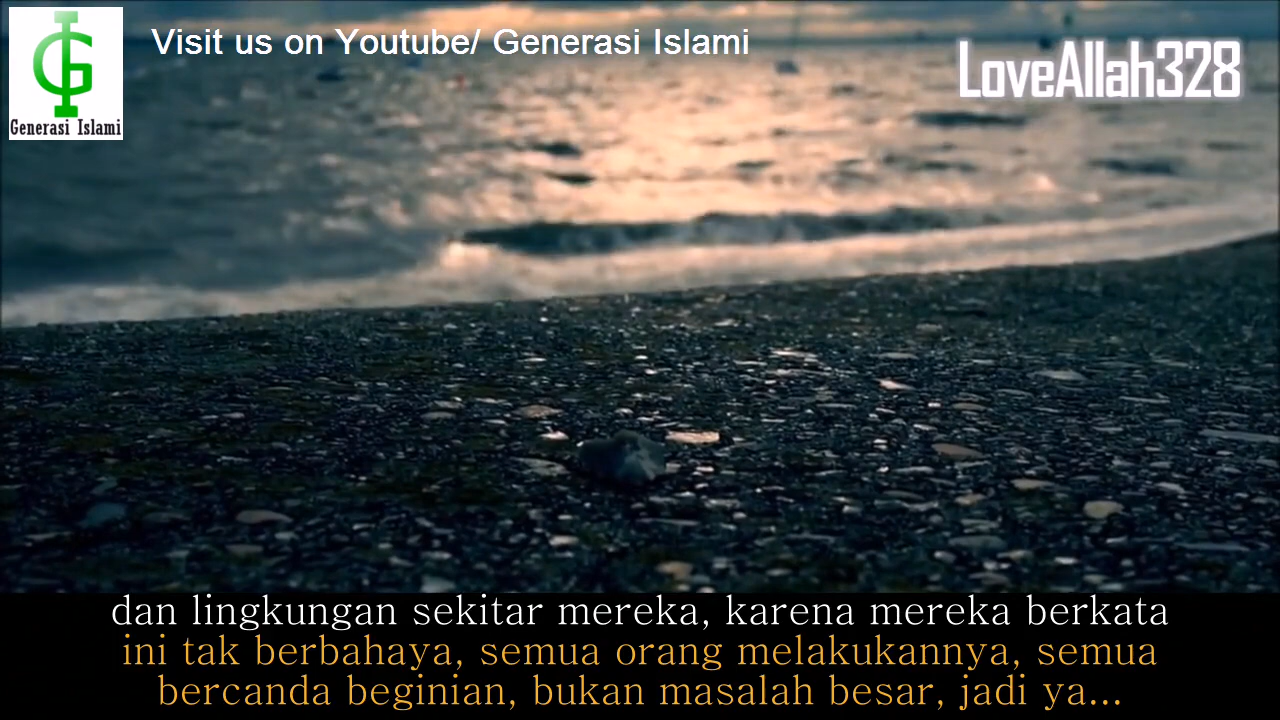 Visit us on Youtube/ Generasi Islami
LoveAllah328
IG
Generasi Islami
dan lingkungan sekitar mereka, karena mereka berkata
ini tak berbahaya, semua orang melakukannya, semua
bercanda beginian, bukan masalah besar, jadi ya...